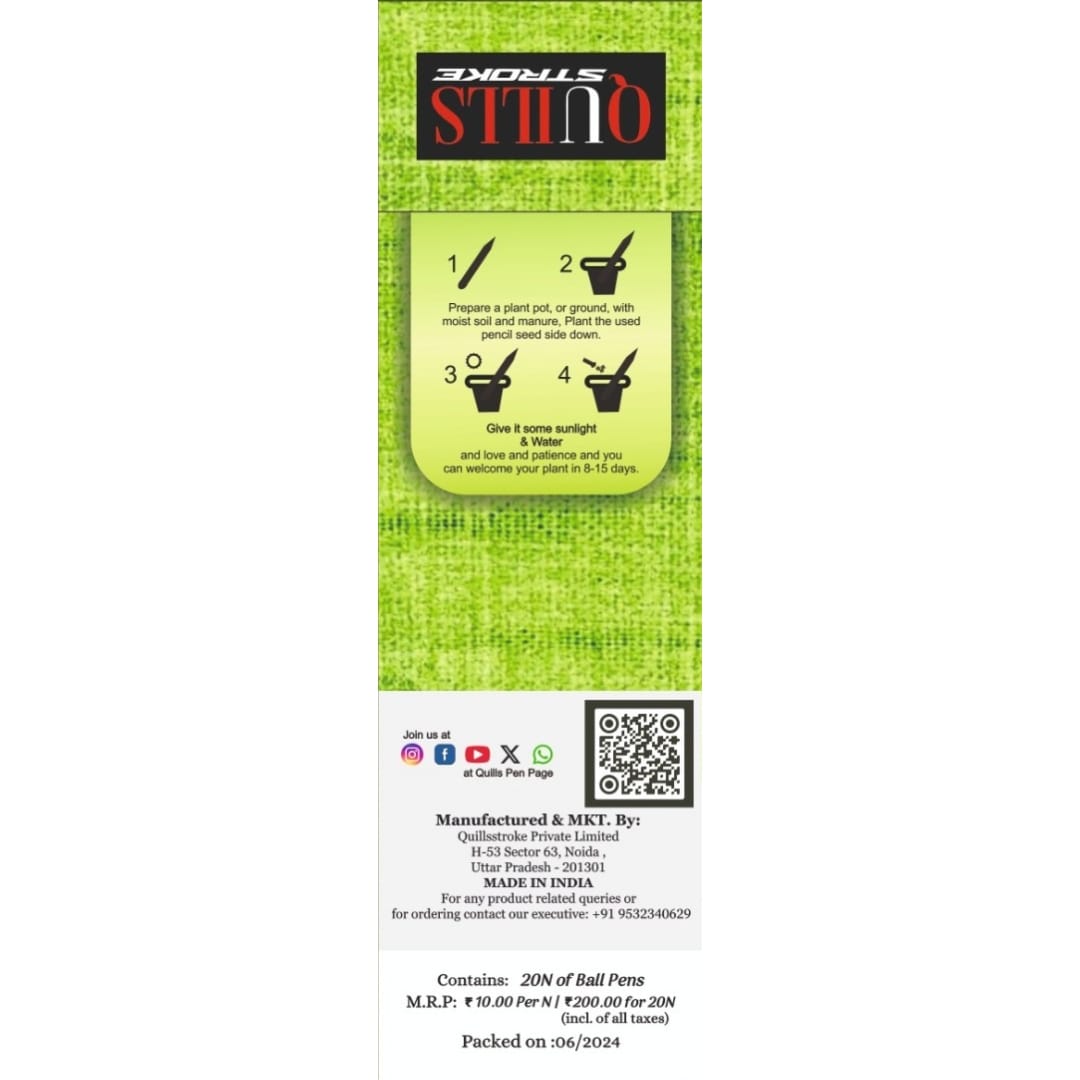 QUILLS
STROKE
1
2
Prepare a plant pot, or ground, with
moist soil and manure, Plant the used
pencil seed side down.
3
4
Give it some sunlight
& Water
and love and patience and you
can welcome your plant in 8-15 days.
Join us at
at Quills Pen Page
Manufactured & MKT. By:
Quillsstroke Private Limited
H-53 Sector 63, Noida ,
Uttar Pradesh - 201301
MADE IN INDIA
For any product related queries or
for ordering contact our executive: +91 9532340629
Contains: 20N of Ball Pens
M.R.P: ₹ 10.00 Per N / ₹200.00 for 20N
(incl. of all taxes)
Packed on :06/2024